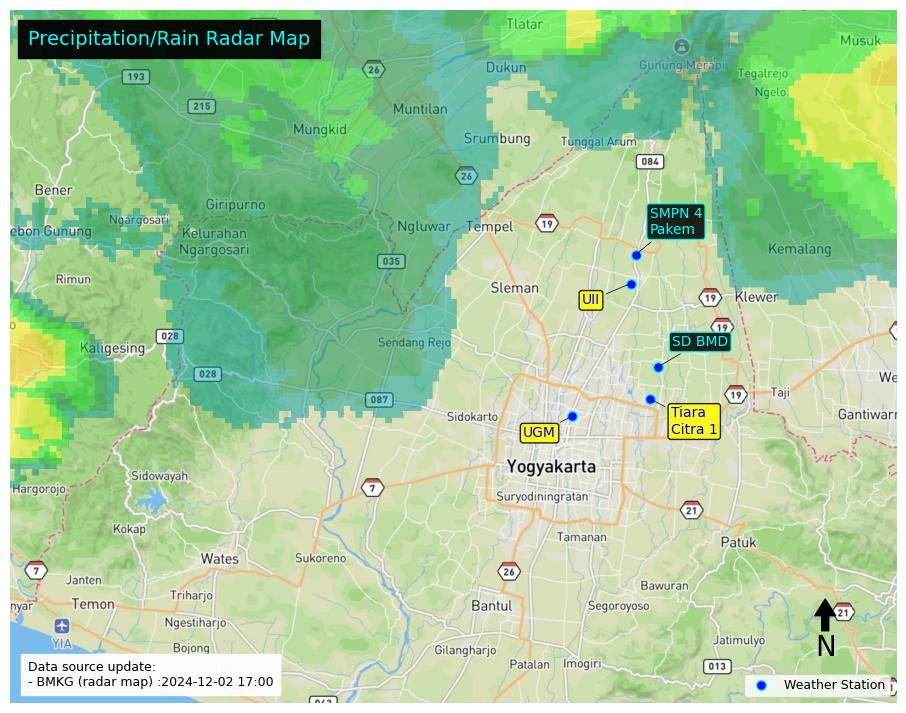 Precipitation/Rain Radar Map
Tlatar
Musuk
26
Dukun
Gunung Merapi
193
Tegalrejo
Ngelo
215
Muntilan
Mungkid
Srumbung
Tunggal Arum
084
26
Bener
Giripurno
SMPN 4
Pakem
Ngargosari
19
ebon Gunung
Kelurahan
Ngargosari
Ngluwar
Tempel
Kemalang
035
Rimun
Sleman
UII
19
Klewer
19
028
Kaligesing
Sendang Rejo
SD BMD
028
We
19
Taji
087
Sidokarto
Tiara
Citra 1
Gantiwarn
UGM
Yogyakarta
Sidowayah
Hargorojo
7
Suryodiningratan
21
Kokap
Tamanan
Patuk
Wates
Sukoreno
7
26
Janten
Bawuran
Triharjo
nyar
Temon
Bantul
Segoroyoso
21
Ngestiharjo
YIA
Jatimulyo
N
Bojong
Gilangharjo
Patalan
Imogiri
013
Data source update:
- BMKG (radar map) :2024-12-02 17:00
Weather Station